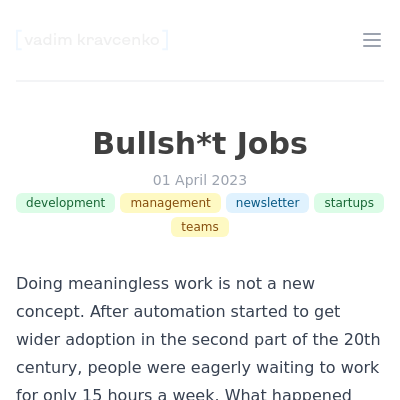 [vadim kravcenko]
Bullsh*t Jobs
01 April 2023
development management newsletter startups
teams
Doing meaningless work is not a new
concept. After automation started to get
wider adoption in the second part of the 20th
century, people were eagerly waiting to work
for only 15 hours a week. What happened